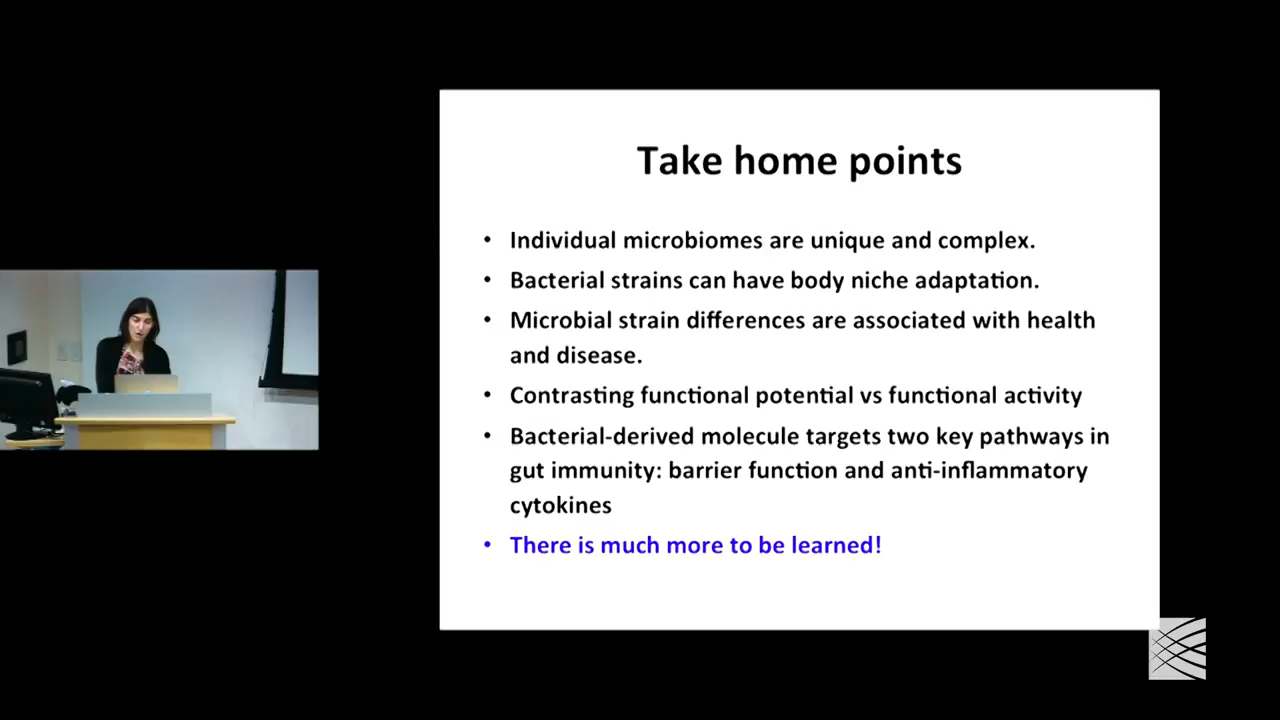 Take home points
• Individual microbiomes are unique and complex.
• Bacterial strains can have body niche adaptation.
• Microbial strain differences are associated with health
and disease.
• Contrasting functional potential vs functional activity
• Bacterial-derived molecule targets two key pathways in
gut immunity: barrier function and anti-inflammatory
cytokines
• There is much more to be learned!